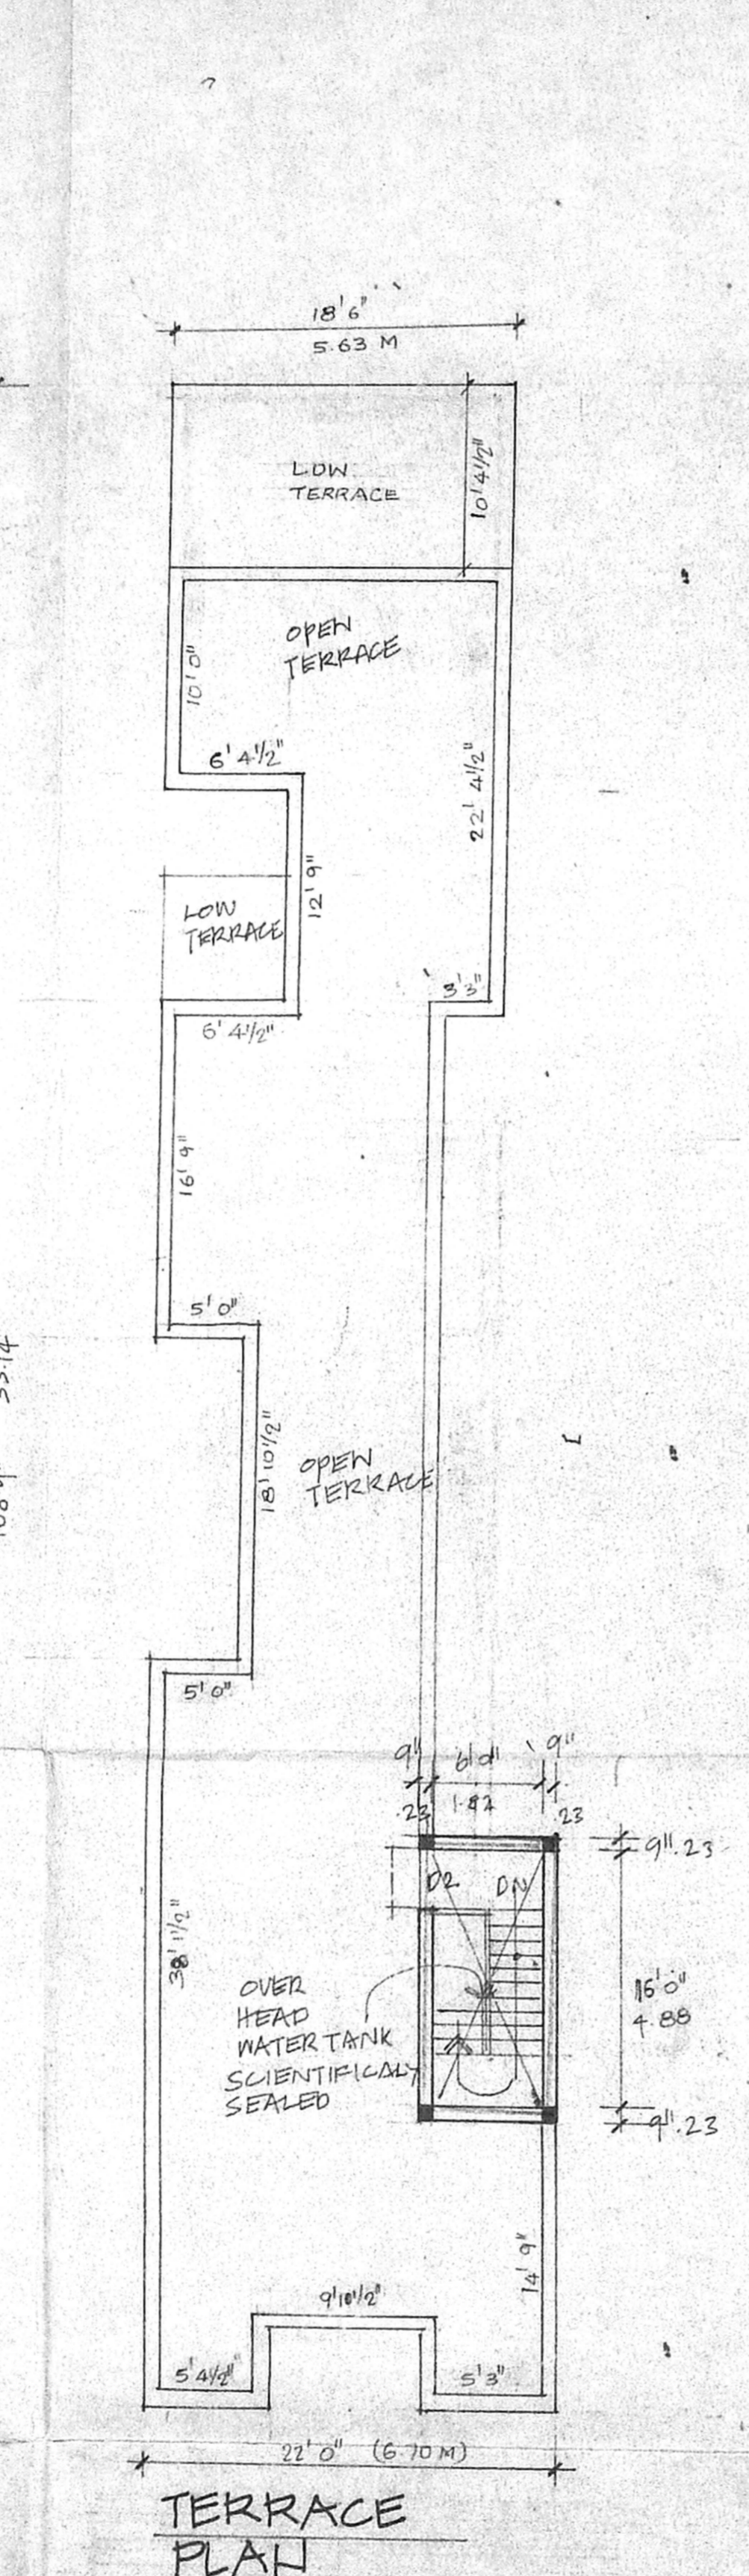 18'6"
5.63 M
LOW
TERRACE
10'4½"
OPEN
TERRACE
10'0"
6'4½"
22'4½"
12'9"
LOW
TERRACE
3'3"
6'4½"
16'9"
5'0"
18'10½"
OPEN
TERRACE
5'0"
9" 6'0" 9"
.23 1.82 .23
9".23
D2 DN
38'1½"
OVER
HEAD
WATER TANK
SCIENTIFICALY
SEALED
16'0"
4.88
9".23
14'9"
9'10½"
5'4½" 5'3"
22'0" (6.70 M)
TERRACE
PLAN